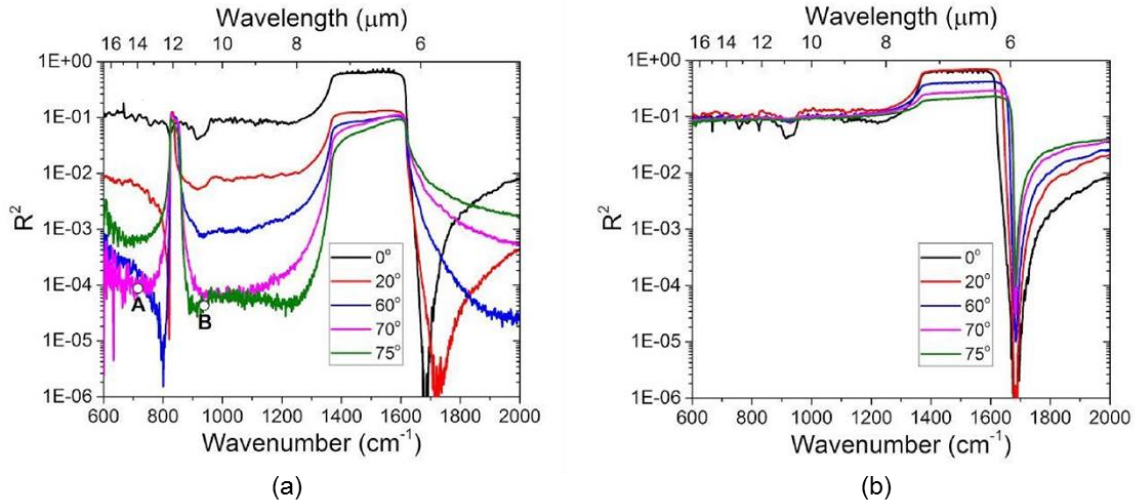 Wavelength (μm)
16 14 12 10 8 6
1E+00
1E-01
1E-02
1E-03
1E-04
1E-05
1E-06
R²
A
B
0°
20°
60°
70°
75°
600 800 1000 1200 1400 1600 1800 2000
Wavenumber (cm⁻¹)
(a)
Wavelength (μm)
16 14 12 10 8 6
1E+00
1E-01
1E-02
1E-03
1E-04
1E-05
1E-06
R²
0°
20°
60°
70°
75°
600 800 1000 1200 1400 1600 1800 2000
Wavenumber (cm⁻¹)
(b)